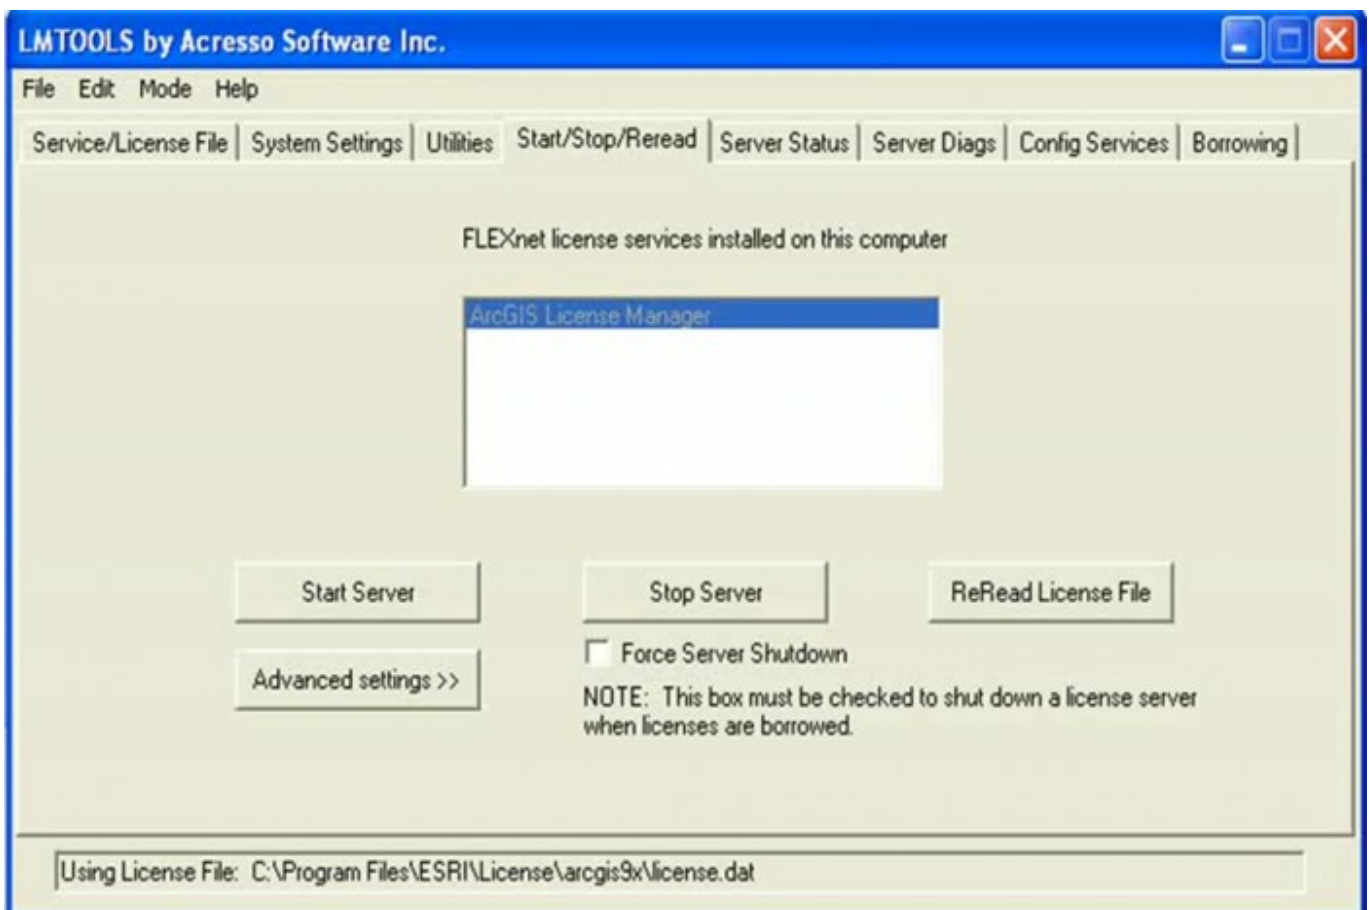 LMTOOLS by Acresso Software Inc.
File Edit Mode Help
Service/License File System Settings Utilities Start/Stop/Reread Server Status Server Diags Config Services Borrowing
FLEXnet license services installed on this computer
ArcGIS License Manager
Start Server Stop Server ReRead License File
Force Server Shutdown
Advanced settings >>
NOTE: This box must be checked to shut down a license server
when licenses are borrowed.
Using License File: C:\Program Files\ESRI\License\arcgis9x\license.dat